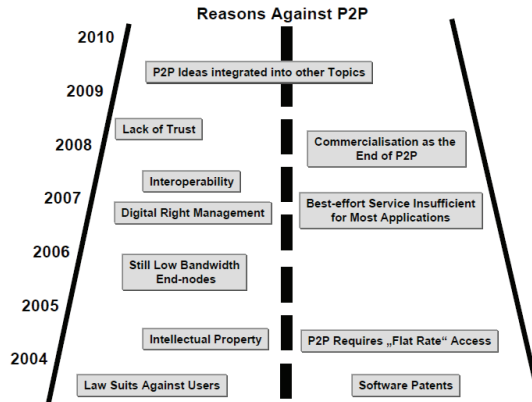 Reasons Against P2P
2010
P2P Ideas integrated into other Topics
2009
Lack of Trust
2008
Commercialisation as the
End of P2P
Interoperability
2007
Digital Right Management
Best-effort Service Insufficient
for Most Applications
2006
Still Low Bandwidth
End-nodes
2005
Intellectual Property
P2P Requires „Flat Rate“ Access
2004
Law Suits Against Users
Software Patents